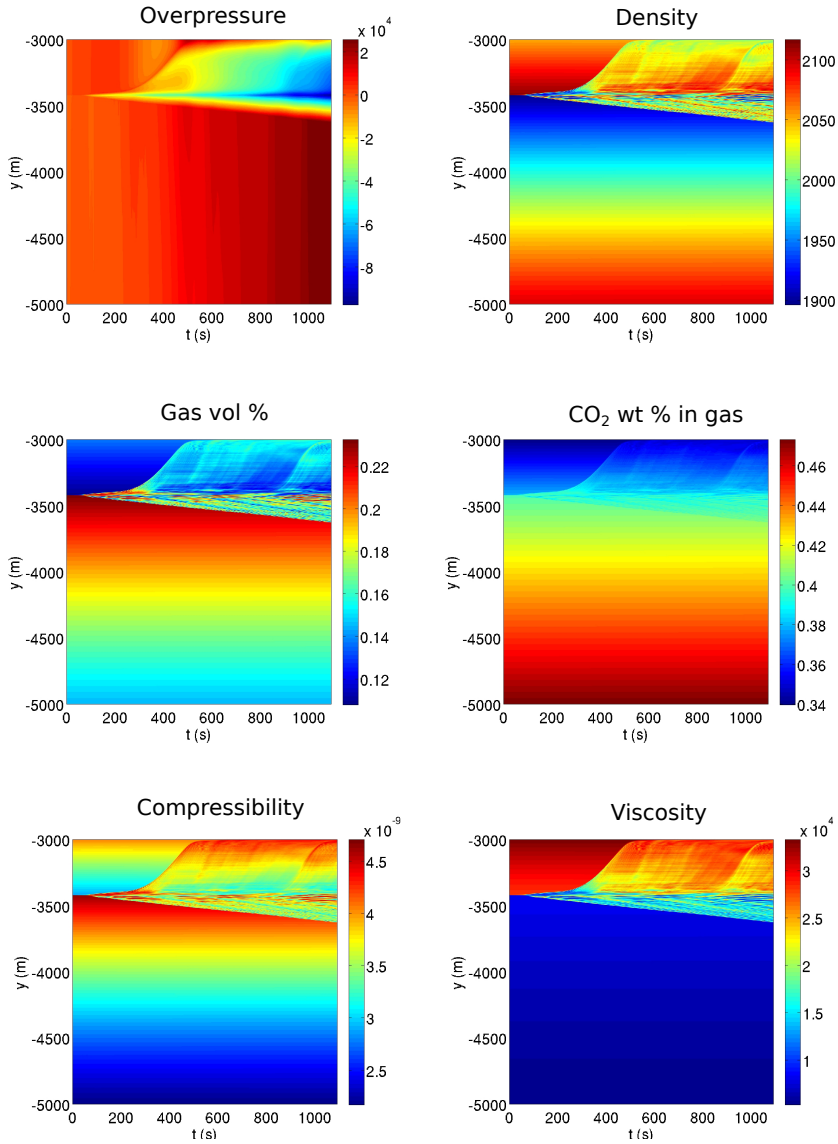 Overpressure
x 10⁴
-3000
-3500
-4000
-4500
-5000
y (m)
0 200 400 600 800 1000
t (s)
2
0
-2
-4
-6
-8
Density
-3000
-3500
-4000
-4500
-5000
y (m)
0 200 400 600 800 1000
t (s)
2100
2050
2000
1950
1900
Gas vol %
-3000
-3500
-4000
-4500
-5000
y (m)
0 200 400 600 800 1000
t (s)
0.22
0.2
0.18
0.16
0.14
0.12
CO₂ wt % in gas
-3000
-3500
-4000
-4500
-5000
y (m)
0 200 400 600 800 1000
t (s)
0.46
0.44
0.42
0.4
0.38
0.36
0.34
Compressibility
x 10⁻⁹
-3000
-3500
-4000
-4500
-5000
y (m)
0 200 400 600 800 1000
t (s)
4.5
4
3.5
3
2.5
Viscosity
x 10⁴
-3000
-3500
-4000
-4500
-5000
y (m)
0 200 400 600 800 1000
t (s)
3
2.5
2
1.5
1